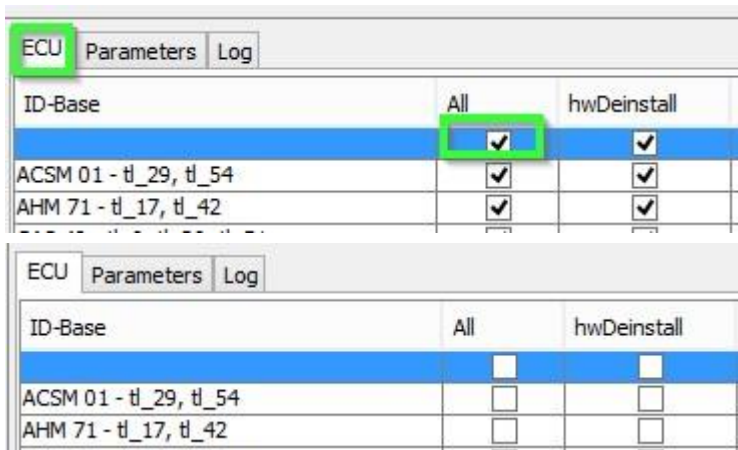 ECU Parameters Log
ID-Base All hwDeinstall
ACSM 01 - tl_29, tl_54
AHM 71 - tl_17, tl_42
ECU Parameters Log
ID-Base All hwDeinstall
ACSM 01 - tl_29, tl_54
AHM 71 - tl_17, tl_42